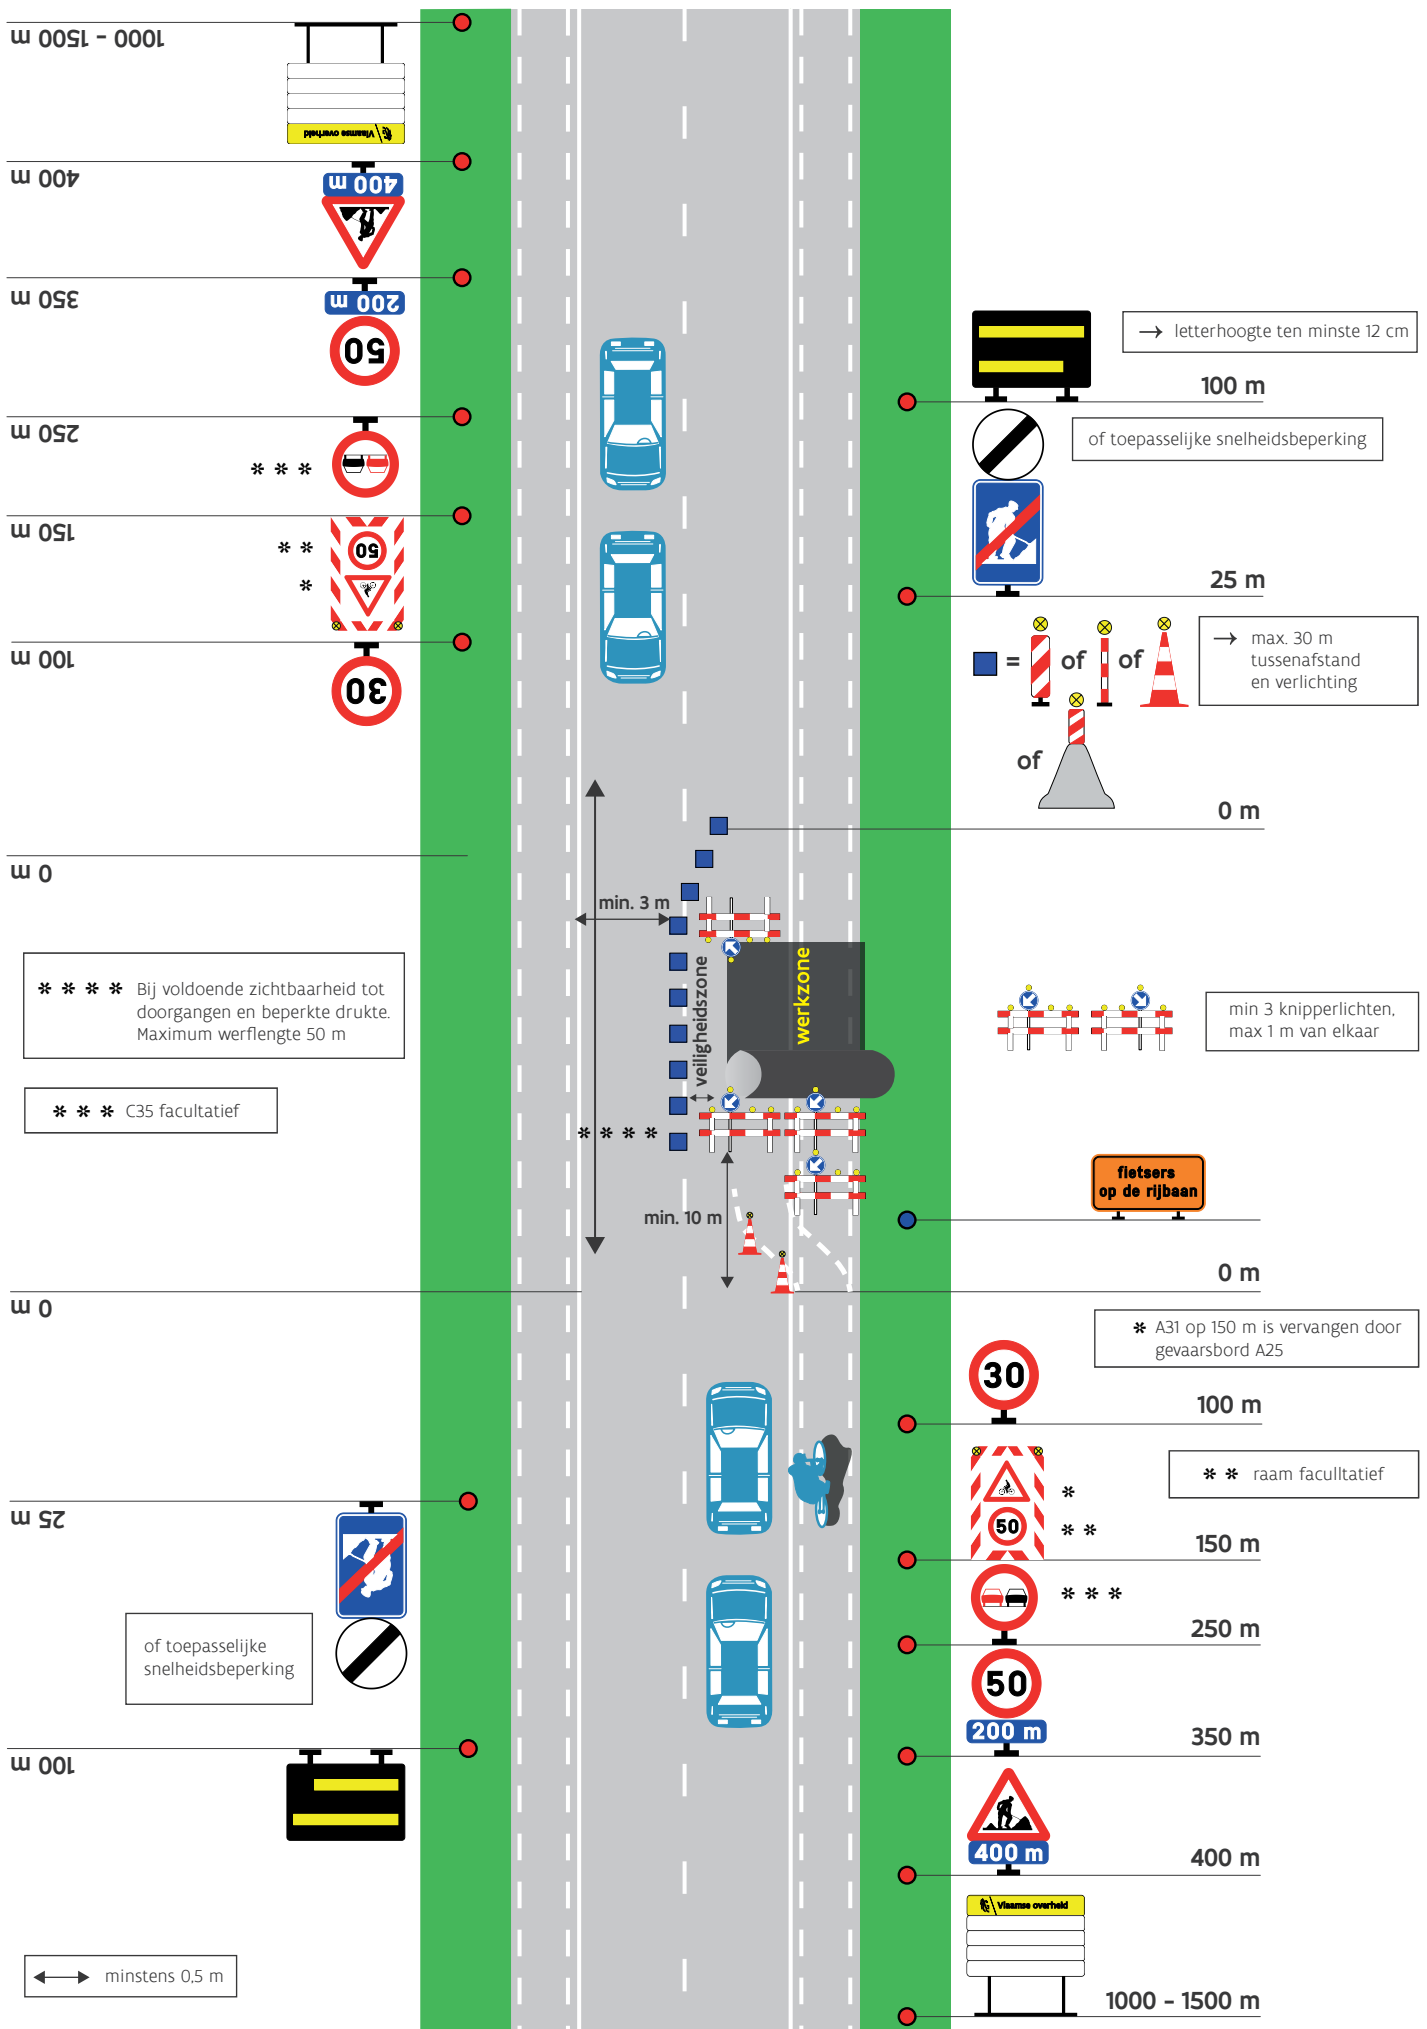 1000 - 1500 m
Vlaamse overheid
400 m
400 m
350 m
200 m
50
250 m
* * *
150 m
* *
50
*
100 m
30
0 m
→ letterhoogte ten minste 12 cm
100 m
of toepasselijke snelheidsbeperking
25 m
= of of
of
→ max. 30 m
tussenafstand
en verlichting
0 m
min. 3 m
veiligheidszone
werkzone
* * * *
min. 10 m
* * * * Bij voldoende zichtbaarheid tot
doorgangen en beperkte drukte.
Maximum werflengte 50 m
* * * C35 facultatief
min 3 knipperlichten,
max 1 m van elkaar
fietsers
op de rijbaan
0 m
0 m
* A31 op 150 m is vervangen door
gevaarsbord A25
30
100 m
* * raam facultatief
*
50
* *
150 m
* * *
250 m
50
200 m
350 m
400 m
400 m
Vlaamse overheid
1000 - 1500 m
25 m
of toepasselijke
snelheidsbeperking
100 m
minstens 0,5 m